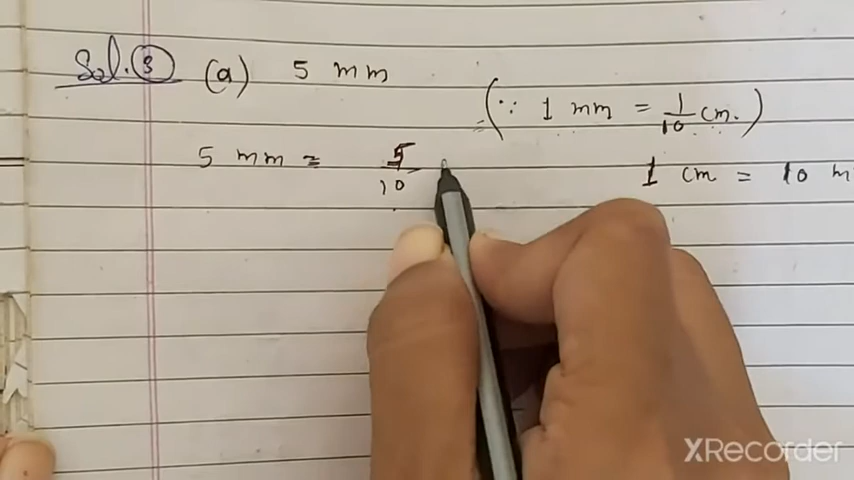 Sol. 3 (a) 5 mm
(∵ 1 mm = 1/10 cm.)
5 mm = 5/10
1 cm = 10 m
XRecorder